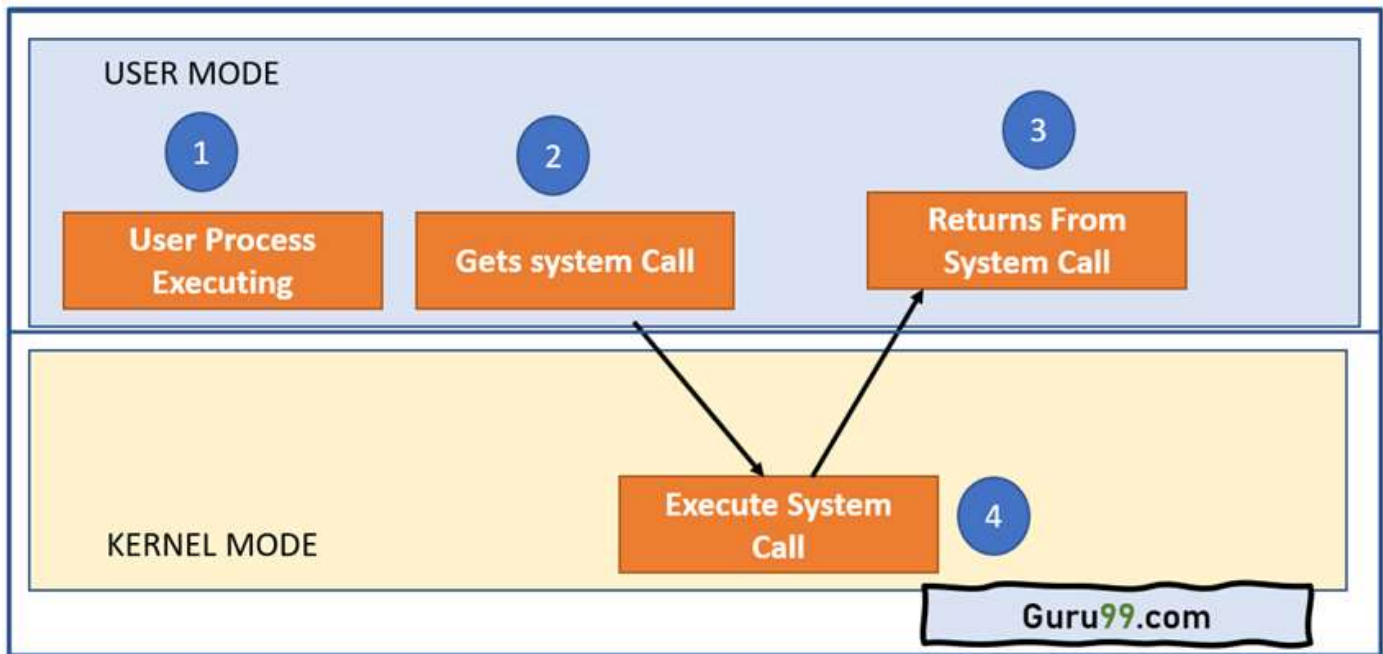 USER MODE
1
2
3
User Process
Executing
Gets system Call
Returns From
System Call
Execute System
Call
4
KERNEL MODE
Guru99.com